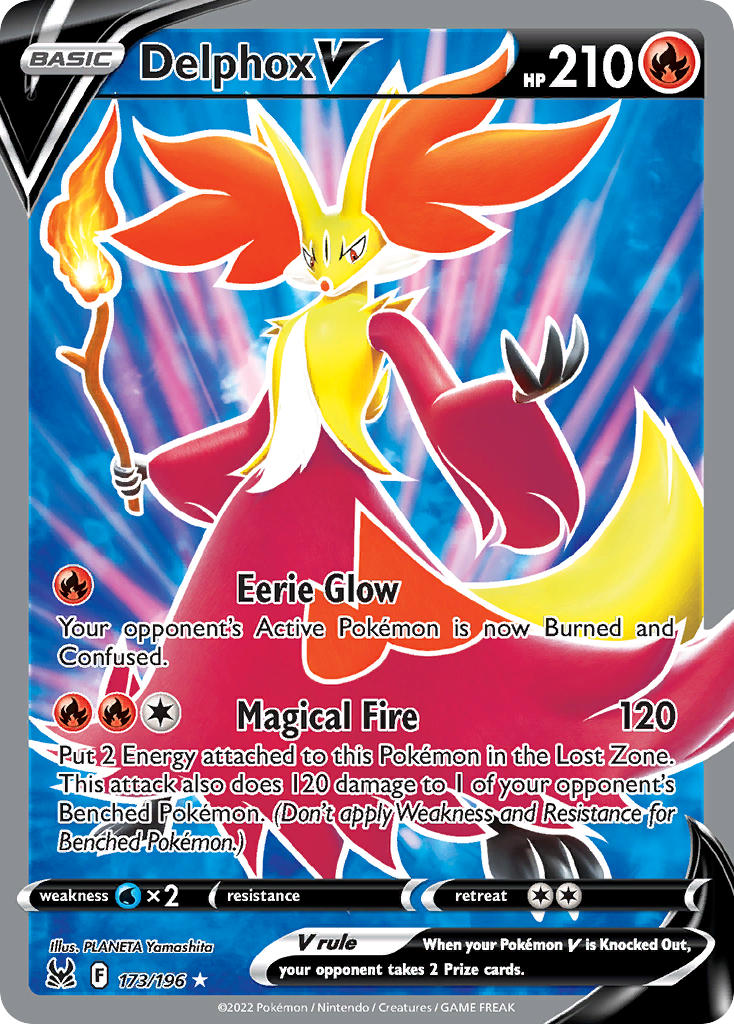 BASIC Delphox V HP 210
Eerie Glow
Your opponent's Active Pokémon is now Burned and
Confused.
Magical Fire 120
Put 2 Energy attached to this Pokémon in the Lost Zone.
This attack also does 120 damage to 1 of your opponent's
Benched Pokémon. (Don't apply Weakness and Resistance for
Benched Pokémon.)
weakness ×2 resistance retreat
Illus. PLANETA Yamashita
V rule When your Pokémon V is Knocked Out,
your opponent takes 2 Prize cards.
F 173/196 ★
©2022 Pokémon / Nintendo / Creatures / GAME FREAK